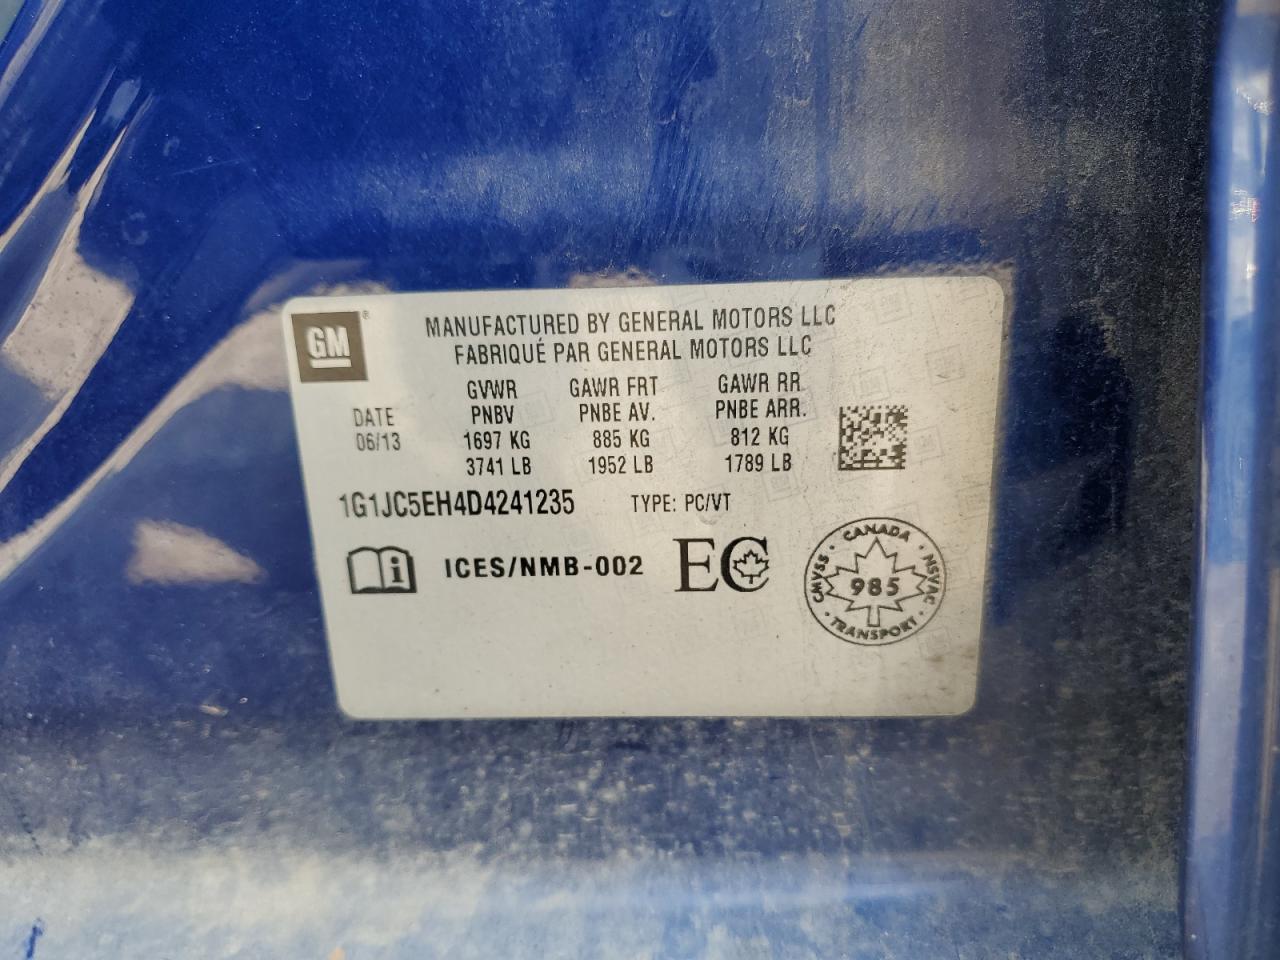 GM®
MANUFACTURED BY GENERAL MOTORS LLC
FABRIQUÉ PAR GENERAL MOTORS LLC
GVWR GAWR FRT GAWR RR
DATE PNBV PNBE AV. PNBE ARR.
06/13 1697 KG 885 KG 812 KG
3741 LB 1952 LB 1789 LB
1G1JC5EH4D4241235 TYPE: PC/VT
i ICES/NMB-002 EC
CANADA
CMVSS 985 NSVAC
TRANSPORT